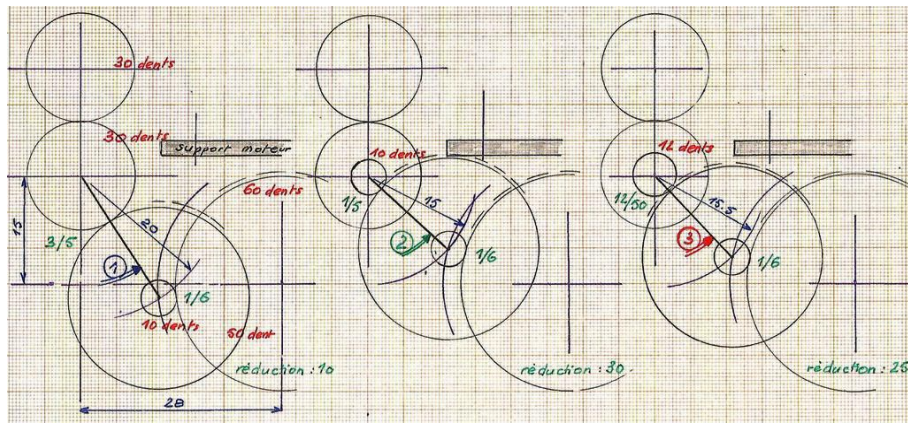 30 dents
30 dents
support moteur
60 dents
15
20
3/5
1
1/6
10 dents
50 dent
réduction : 10
28
10 dents
1/5
15
2
1/6
réduction : 30
12 dents
12/50
15,5
3
1/6
réduction : 25